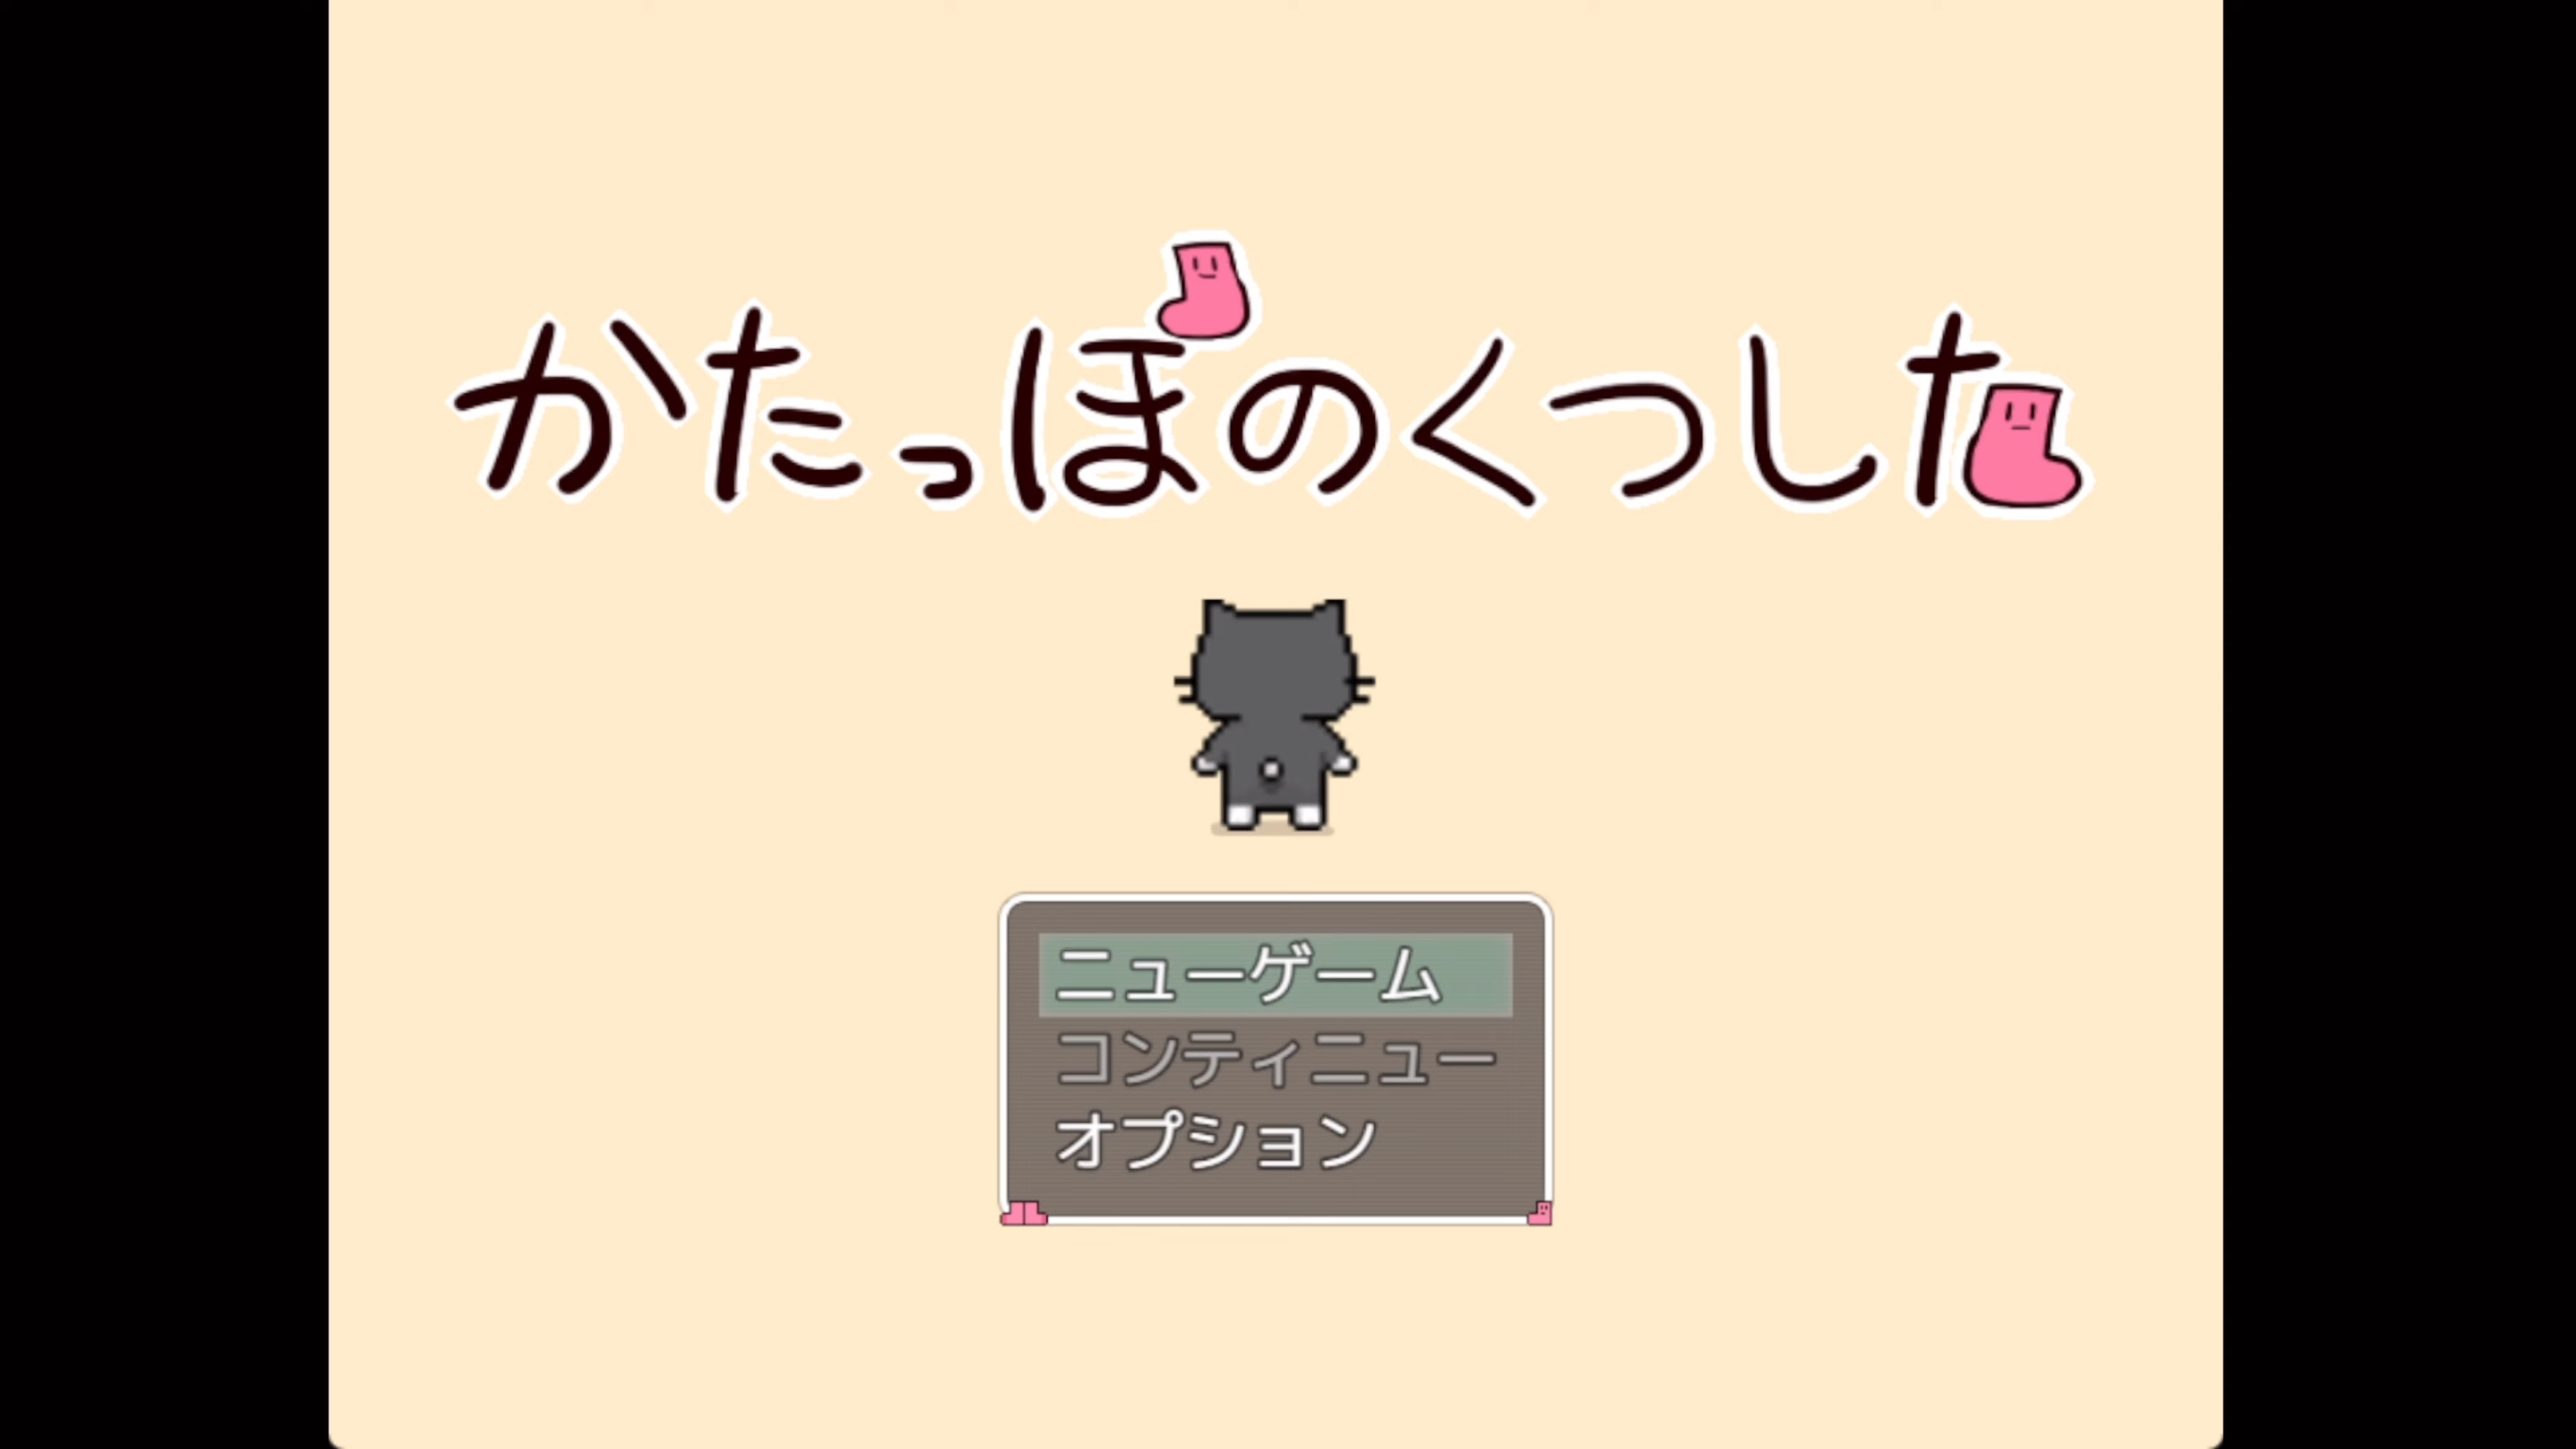 かたっぽのくつした
ニューゲーム
コンティニュー
オプション